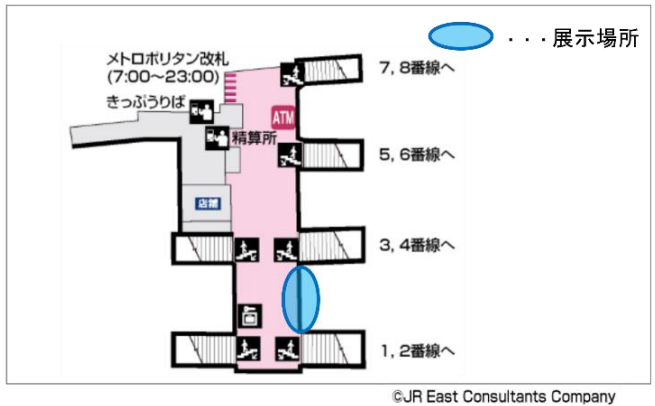 ・・・展示場所
メトロポリタン改札
(7:00～23:00)
7, 8番線へ
きっぷうりば
ATM
精算所
5, 6番線へ
店舗
3, 4番線へ
1, 2番線へ
©JR East Consultants Company